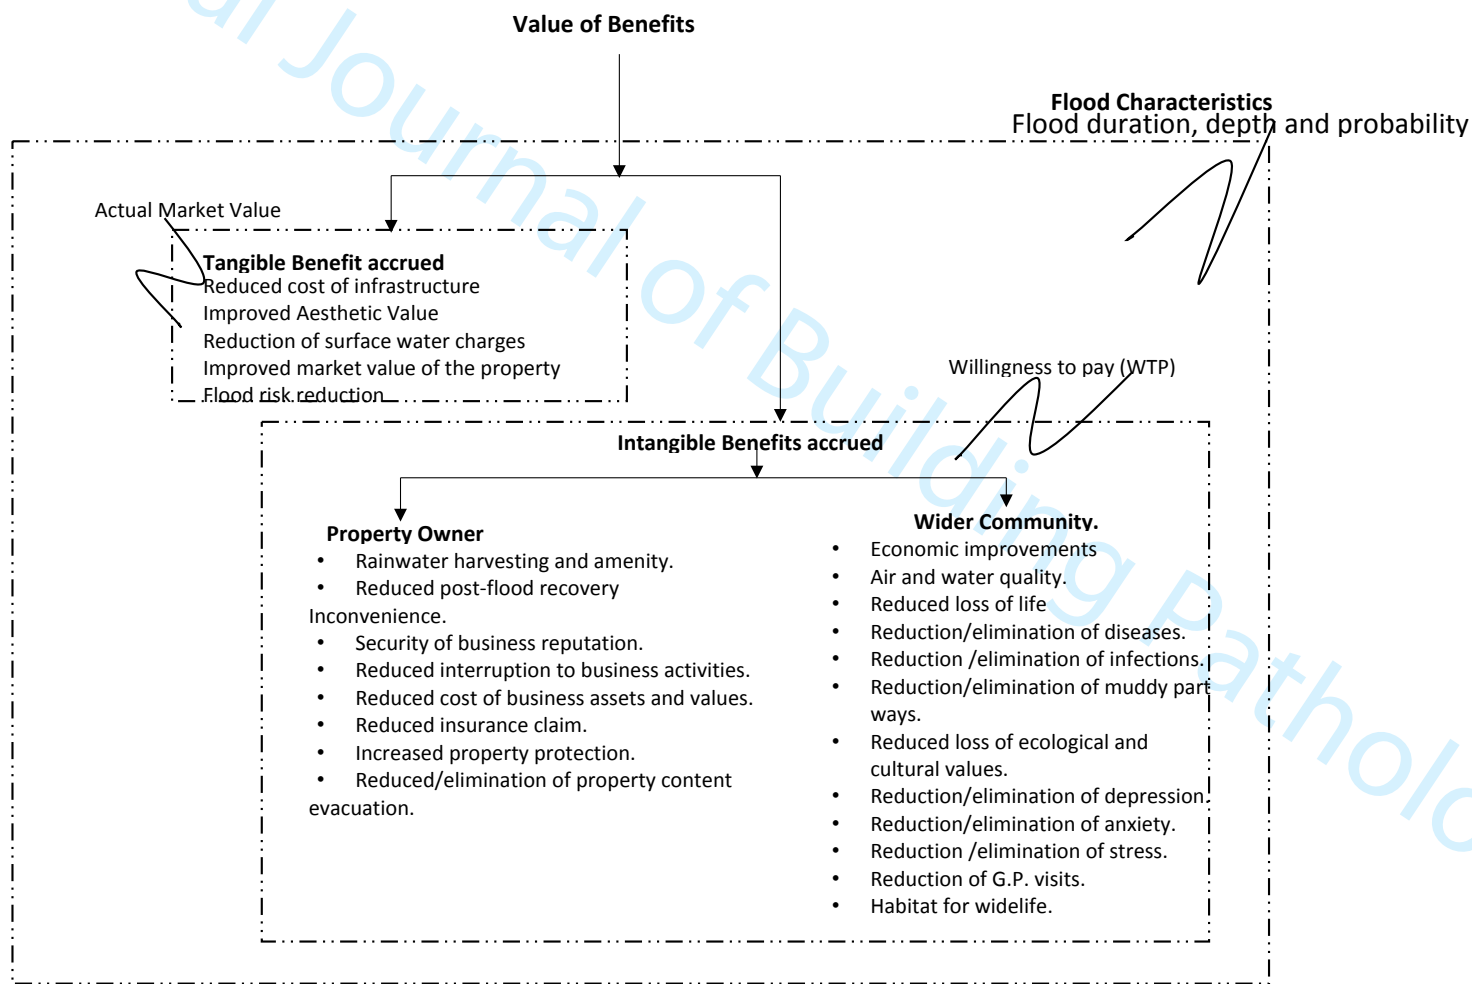 Value of Benefits
Flood Characteristics
Flood duration, depth and probability
Actual Market Value
Tangible Benefit accrued
Reduced cost of infrastructure
Improved Aesthetic Value
Reduction of surface water charges
Improved market value of the property
Flood risk reduction
Willingness to pay (WTP)
Intangible Benefits accrued
Property Owner
• Rainwater harvesting and amenity.
• Reduced post-flood recovery
Inconvenience.
• Security of business reputation.
• Reduced interruption to business activities.
• Reduced cost of business assets and values.
• Reduced insurance claim.
• Increased property protection.
• Reduced/elimination of property content
evacuation.
Wider Community.
• Economic improvements
• Air and water quality.
• Reduced loss of life
• Reduction/elimination of diseases.
• Reduction /elimination of infections.
• Reduction/elimination of muddy part
ways.
• Reduced loss of ecological and
cultural values.
• Reduction/elimination of depression.
• Reduction/elimination of anxiety.
• Reduction /elimination of stress.
• Reduction of G.P. visits.
• Habitat for widelife.
Journal of Building